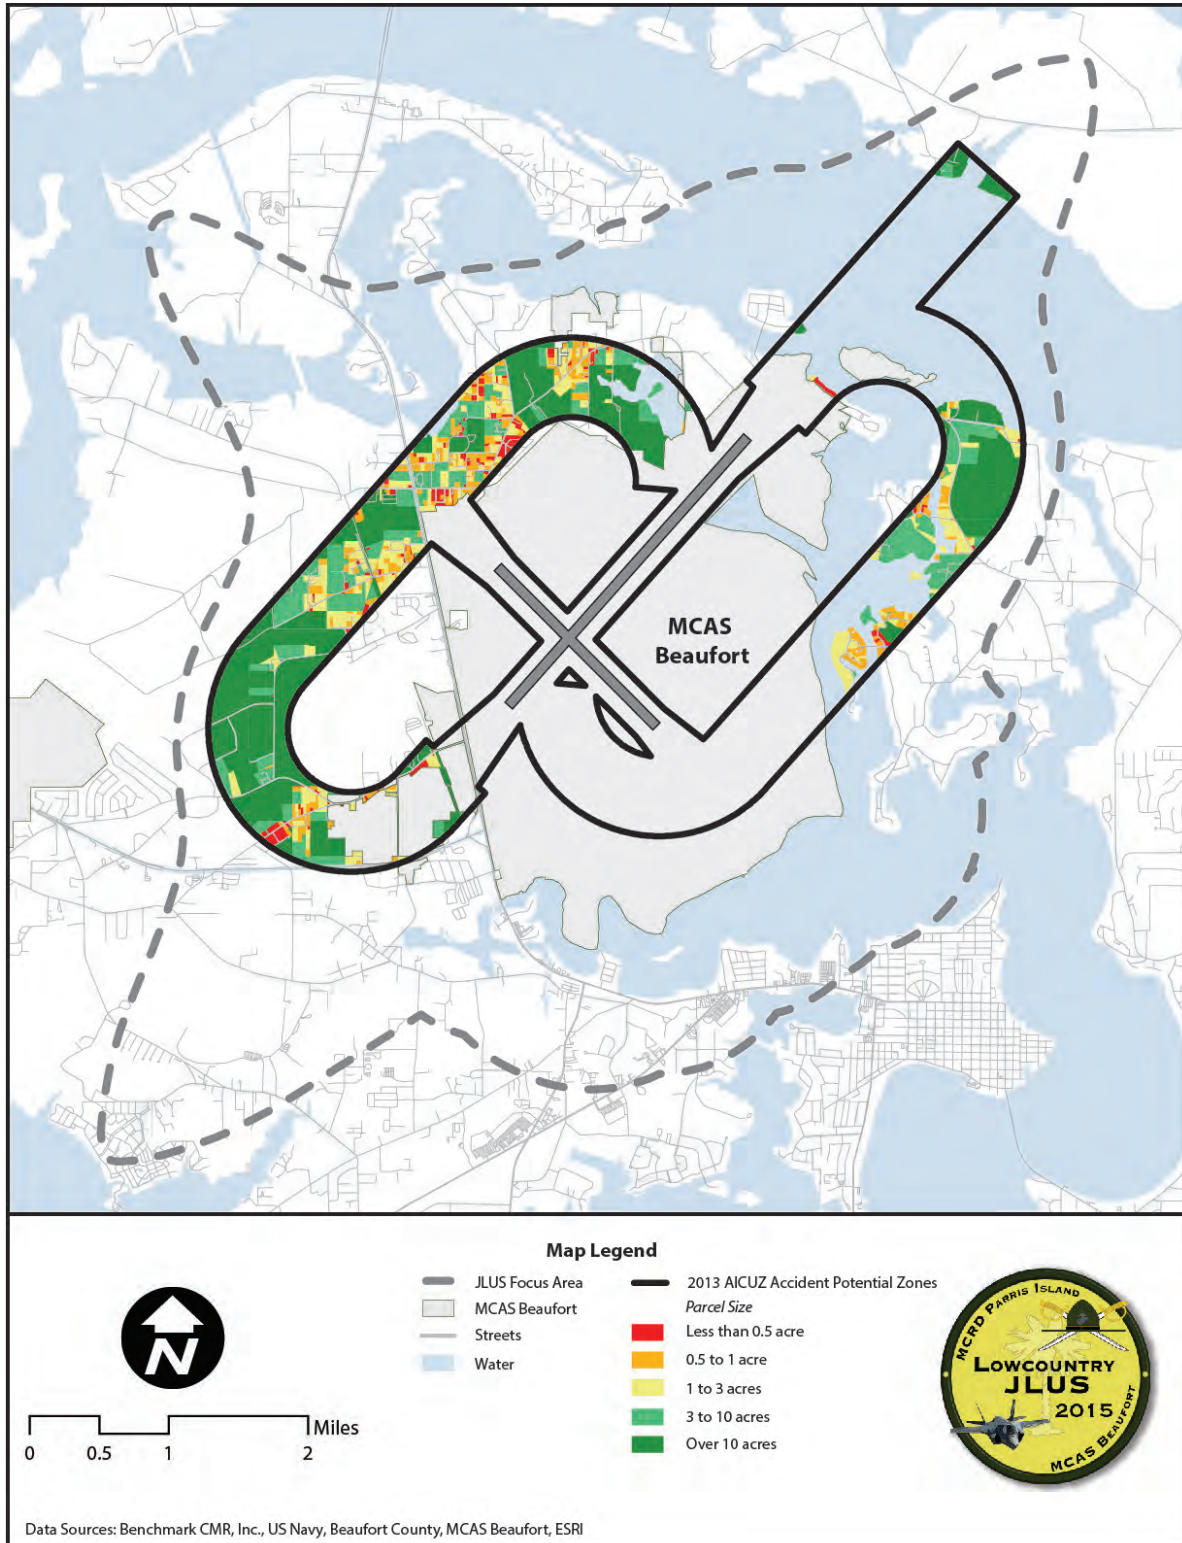 MCAS
Beaufort
Map Legend
JLUS Focus Area
MCAS Beaufort
Streets
Water
2013 AICUZ Accident Potential Zones
Parcel Size
Less than 0.5 acre
0.5 to 1 acre
1 to 3 acres
3 to 10 acres
Over 10 acres
N
Miles
0 0.5 1 2
MCRD PARRIS ISLAND
LOWCOUNTRY
JLUS
2015
MCAS BEAUFORT
Data Sources: Benchmark CMR, Inc., US Navy, Beaufort County, MCAS Beaufort, ESRI